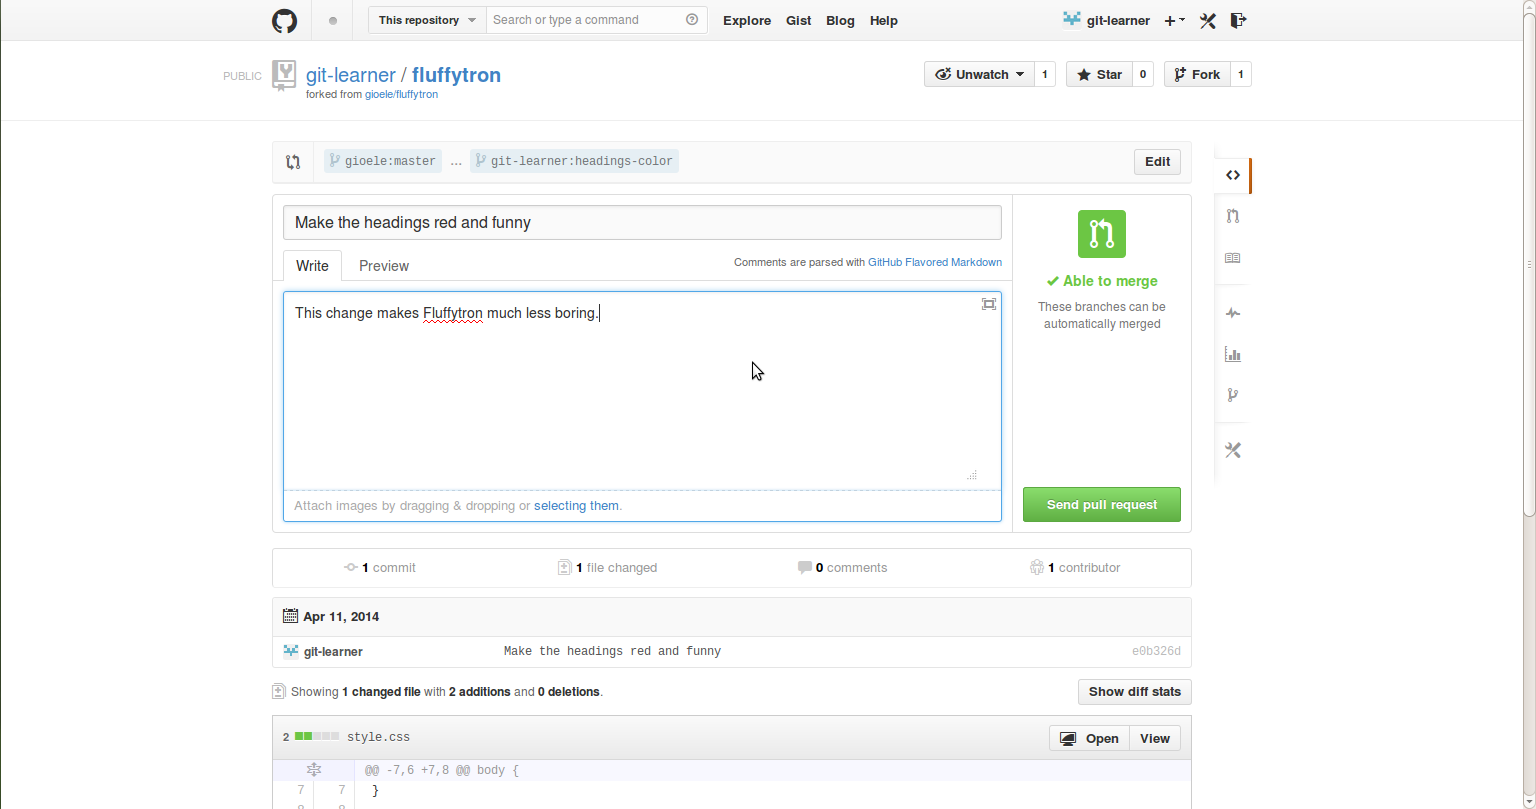 This repository Search or type a command Explore Gist Blog Help git-learner
PUBLIC git-learner / fluffytron Unwatch 1 Star 0 Fork 1
forked from gioele/fluffytron
gioele:master ... git-learner:headings-color Edit
Make the headings red and funny
Write Preview Comments are parsed with GitHub Flavored Markdown
Able to merge
These branches can be
automatically merged
This change makes Fluffytron much less boring.
Attach images by dragging & dropping or selecting them.
Send pull request
1 commit 1 file changed 0 comments 1 contributor
Apr 11, 2014
git-learner Make the headings red and funny e0b326d
Showing 1 changed file with 2 additions and 0 deletions. Show diff stats
2 style.css Open View
@@ -7,6 +7,8 @@ body {
7 7 }
8 8